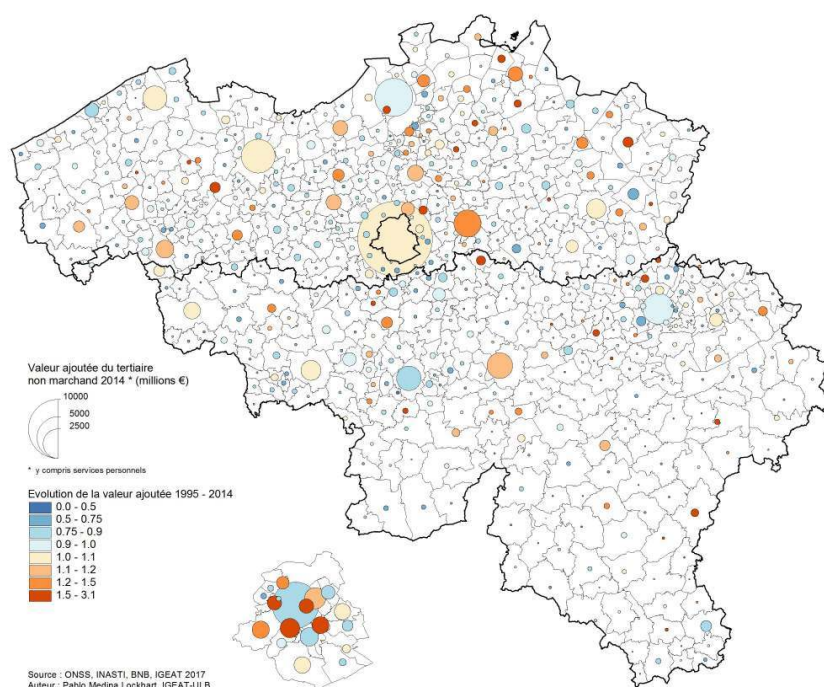 Valeur ajoutée du tertiaire
non marchand 2014 * (millions €)
10000
5000
2500
* y compris services personnels
Evolution de la valeur ajoutée 1995 - 2014
0.0 - 0.5
0.5 - 0.75
0.75 - 0.9
0.9 - 1.0
1.0 - 1.1
1.1 - 1.2
1.2 - 1.5
1.5 - 3.1
Source : ONSS, INASTI, BNB, IGEAT 2017
Auteur : Pablo Medina Lockhart, IGEAT-ULB